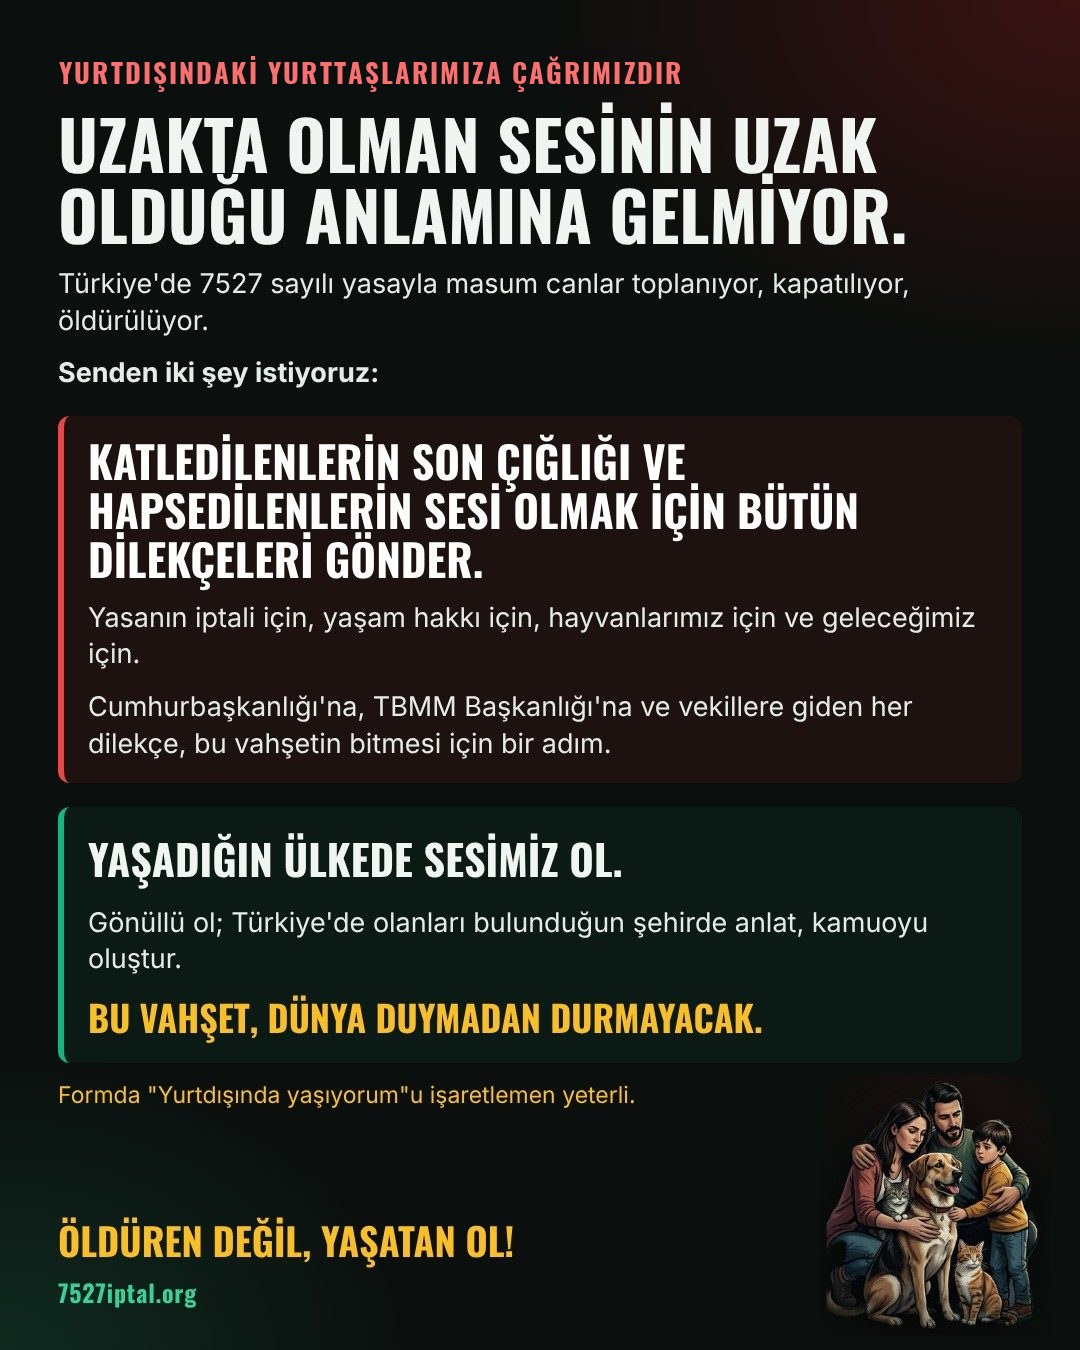 YURTDIŞINDAKİ YURTTAŞLARIMIZA ÇAĞRIMIZDIR
UZAKTA OLMAN SESİNİN UZAK
OLDUĞU ANLAMINA GELMİYOR.
Türkiye'de 7527 sayılı yasayla masum canlar toplanıyor, kapatılıyor,
öldürülüyor.
Senden iki şey istiyoruz:
KATLEDİLENLERİN SON ÇIĞLIĞI VE
HAPSEDİLENLERİN SESİ OLMAK İÇİN BÜTÜN
DİLEKÇELERİ GÖNDER.
Yasanın iptali için, yaşam hakkı için, hayvanlarımız için ve geleceğimiz
için.
Cumhurbaşkanlığı'na, TBMM Başkanlığı'na ve vekillere giden her
dilekçe, bu vahşetin bitmesi için bir adım.
YAŞADIĞIN ÜLKEDE SESİMİZ OL.
Gönüllü ol; Türkiye'de olanları bulunduğun şehirde anlat, kamuoyu
oluştur.
BU VAHŞET, DÜNYA DUYMADAN DURMAYACAK.
Formda "Yurtdışında yaşıyorum"u işaretlemen yeterli.
ÖLDÜREN DEĞİL, YAŞATAN OL!
7527iptal.org